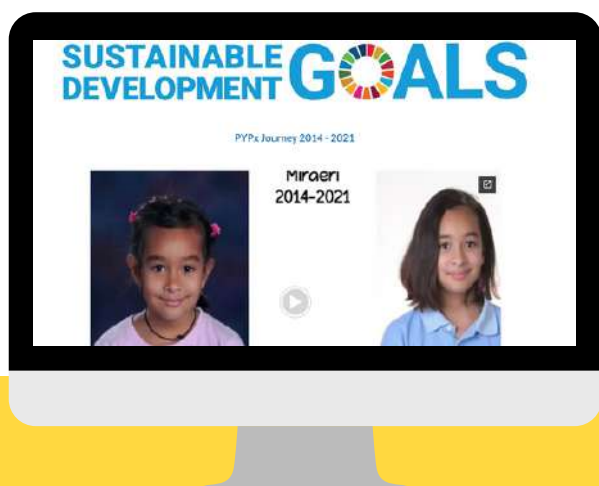 SUSTAINABLE
DEVELOPMENT
GOALS
PYPx Journey 2014 - 2021
Miraeri
2014-2021